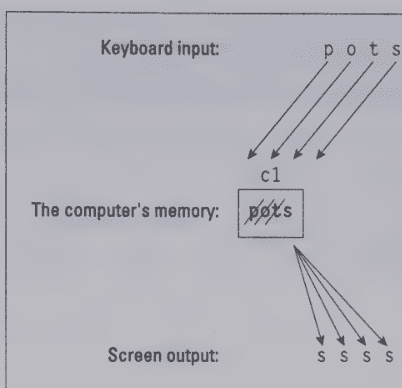 Keyboard input: p o t s
c1
The computer's memory: pots
Screen output: s s s s